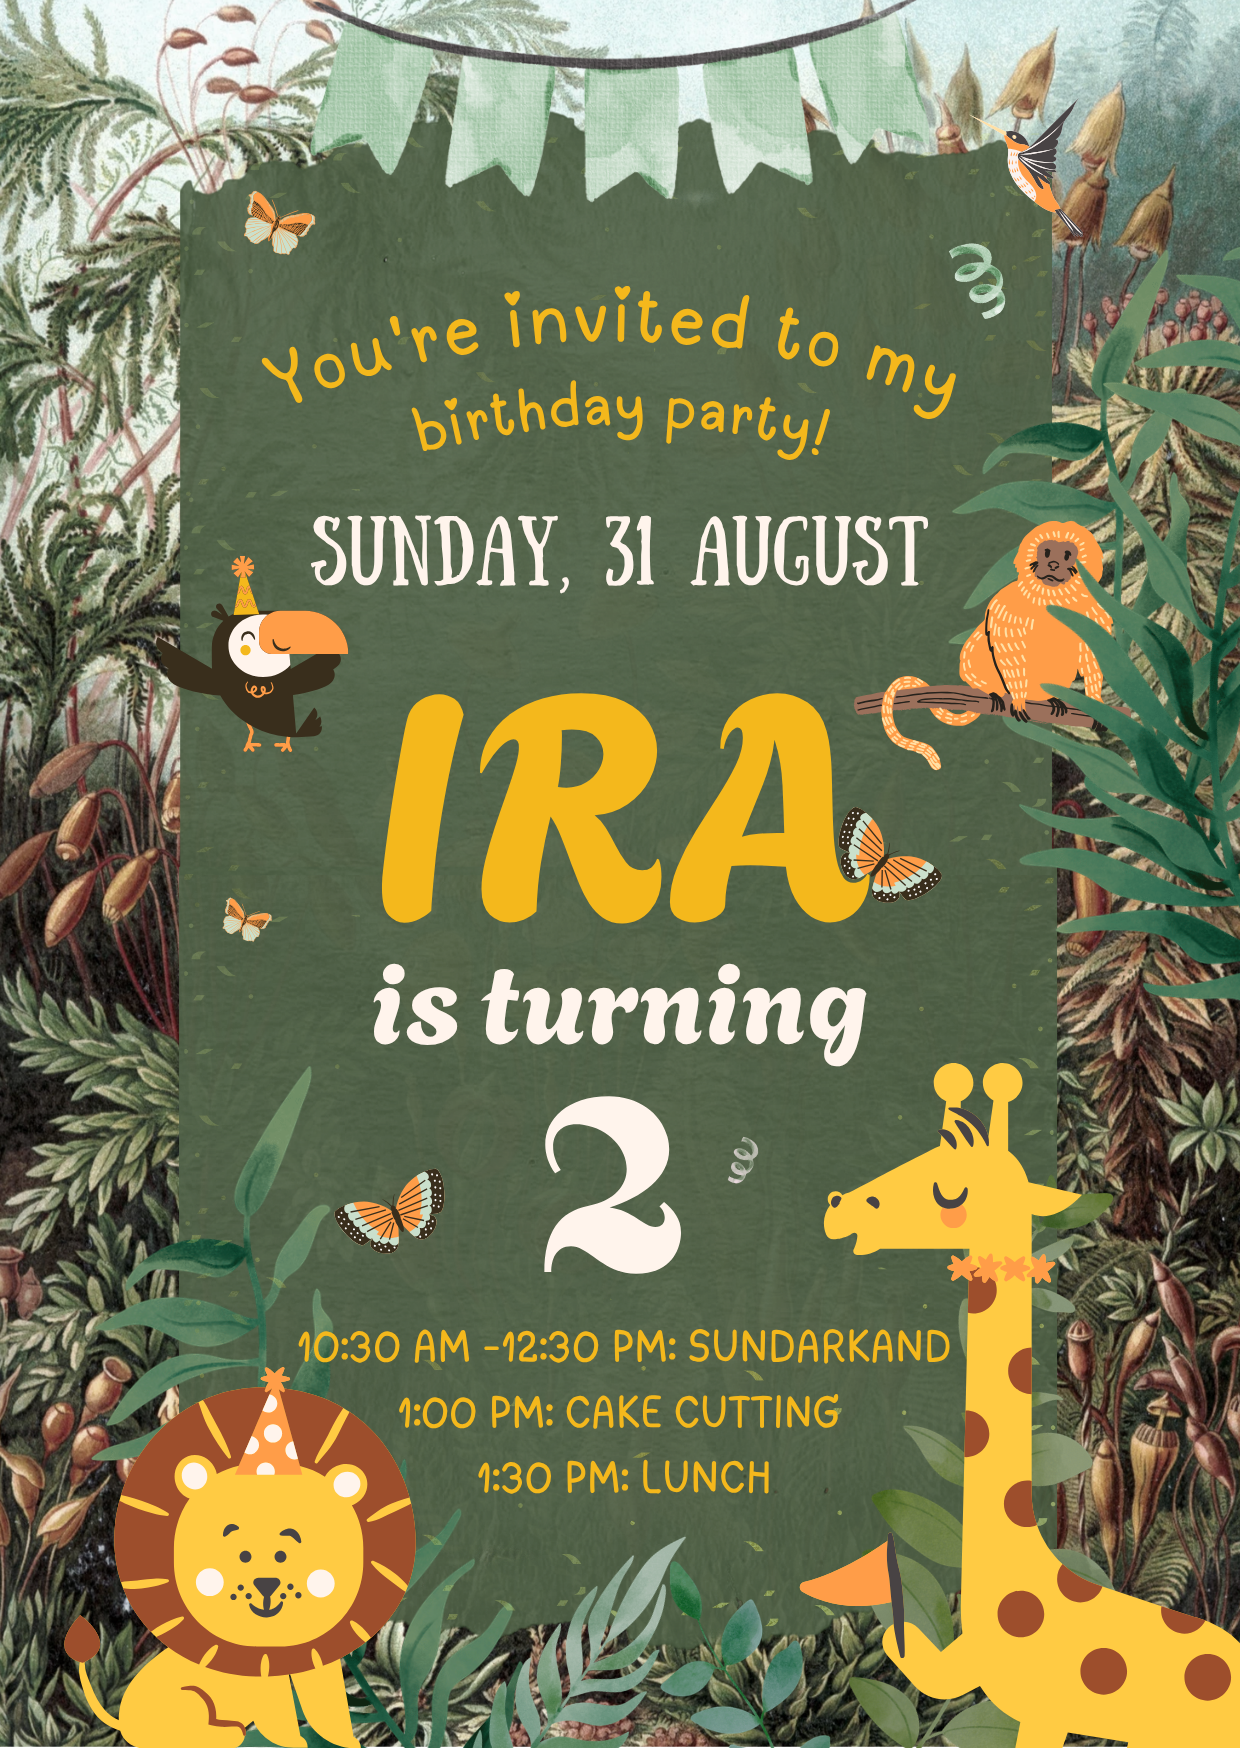 You're invited to my
birthday party!
SUNDAY, 31 AUGUST
IRA
is turning
2
10:30 AM -12:30 PM: SUNDARKAND
1:00 PM: CAKE CUTTING
1:30 PM: LUNCH